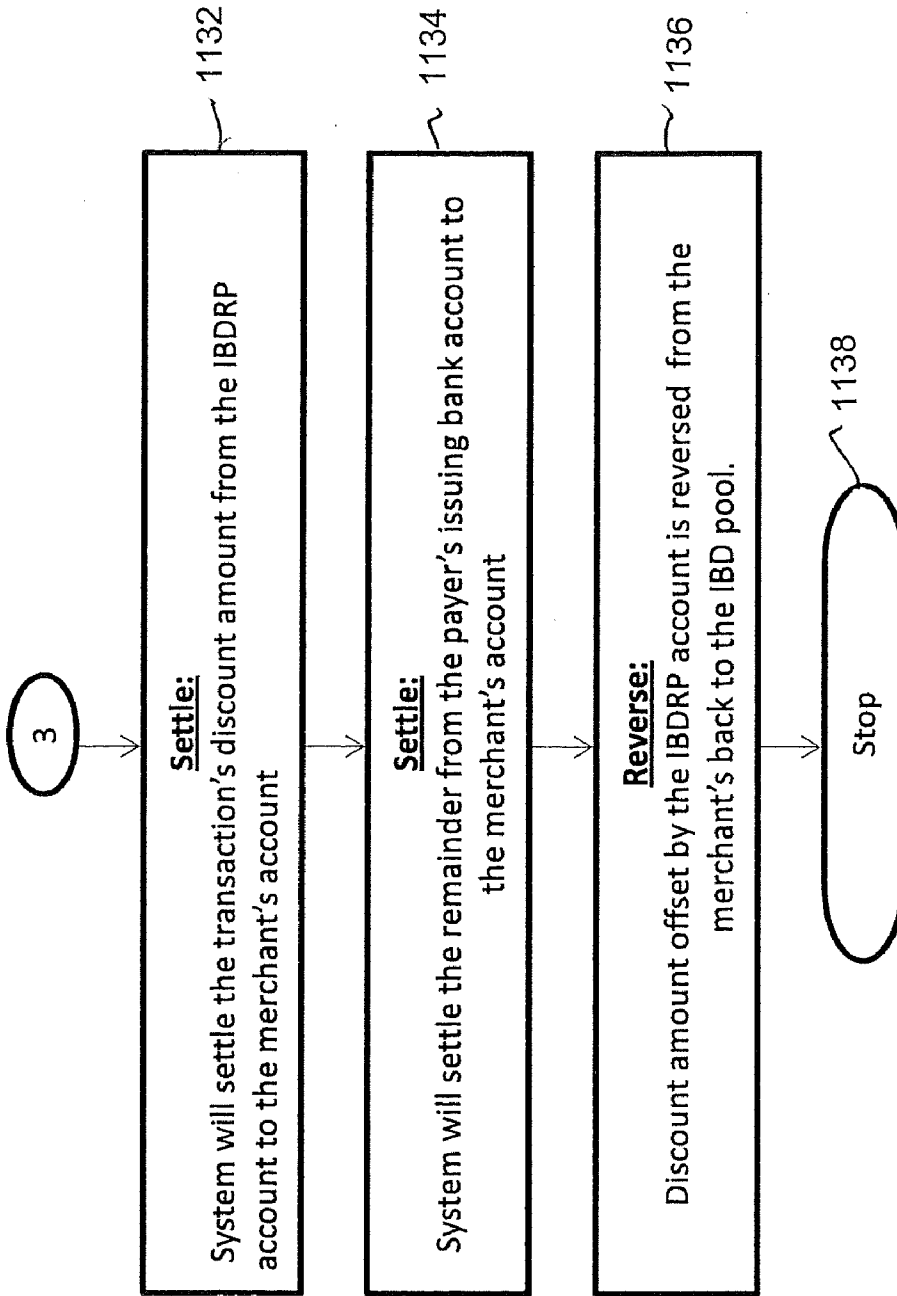 3
Settle:
System will settle the transaction's discount amount from the IBDRP
account to the merchant's account
1132
Settle:
System will settle the remainder from the payer's issuing bank account to
the merchant's account
1134
Reverse:
Discount amount offset by the IBDRP account is reversed from the
merchant's back to the IBD pool.
1136
Stop
1138